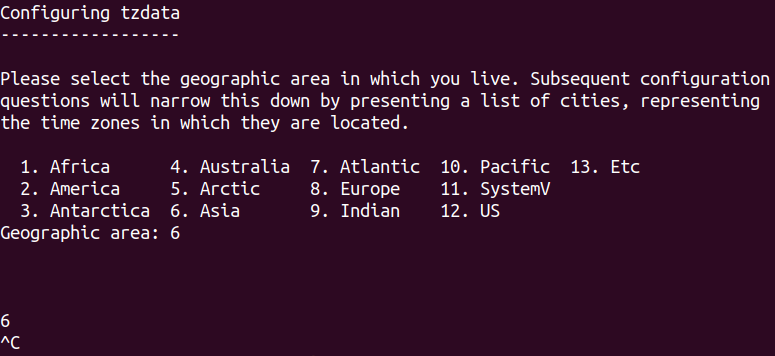 Configuring tzdata
------------------
Please select the geographic area in which you live. Subsequent configuration
questions will narrow this down by presenting a list of cities, representing
the time zones in which they are located.
1. Africa 4. Australia 7. Atlantic 10. Pacific 13. Etc
2. America 5. Arctic 8. Europe 11. SystemV
3. Antarctica 6. Asia 9. Indian 12. US
Geographic area: 6
6
^C